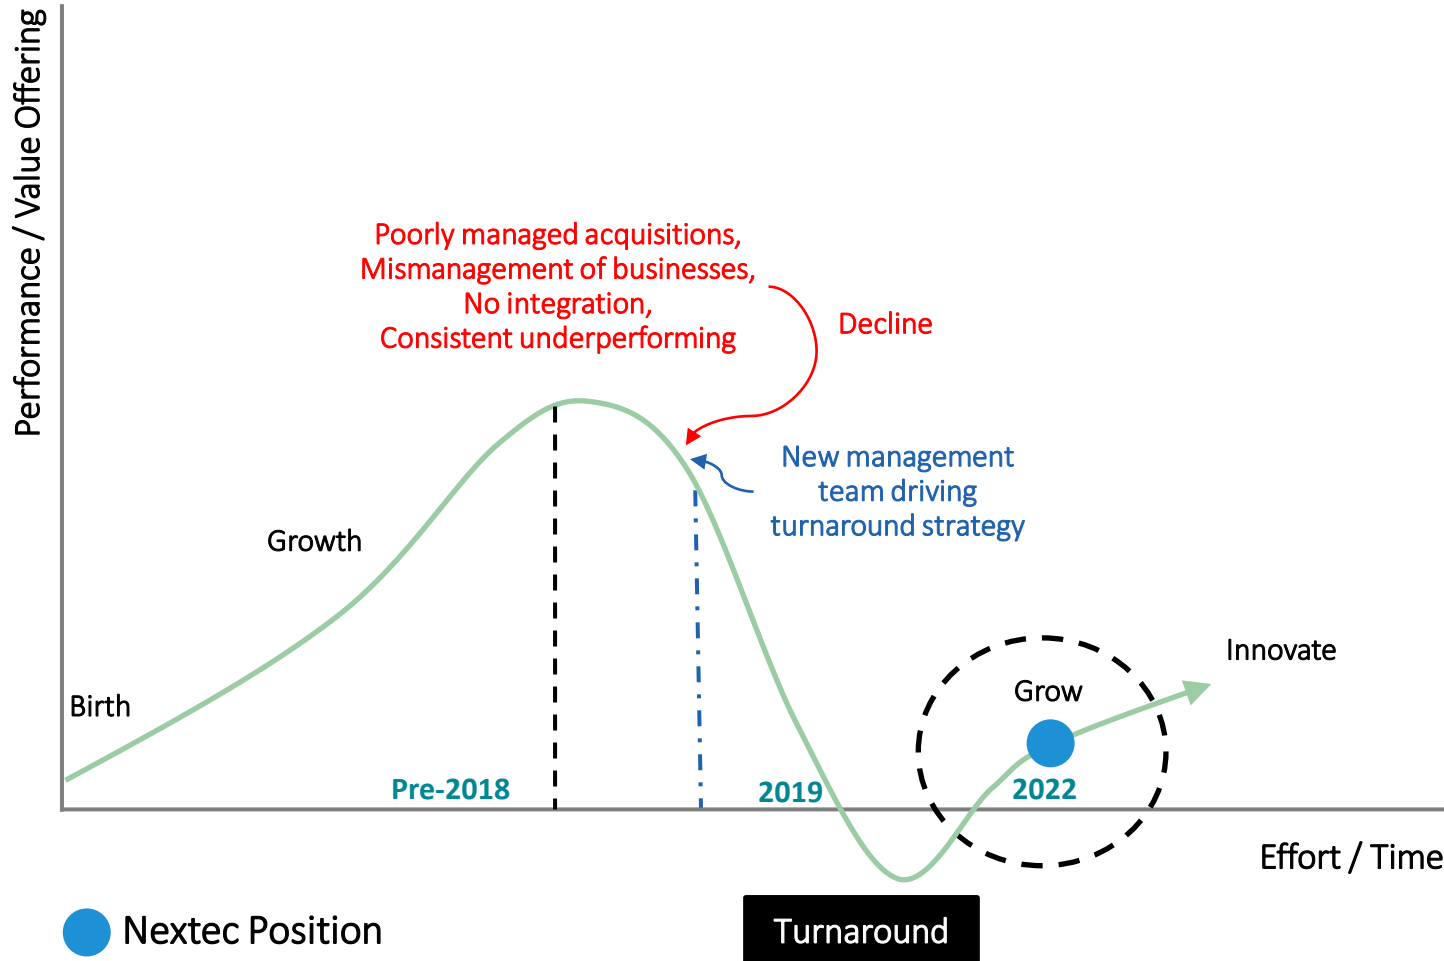 Performance / Value Offering
Poorly managed acquisitions,
Mismanagement of businesses,
No integration,
Consistent underperforming
Decline
New management
team driving
turnaround strategy
Growth
Birth
Innovate
Grow
Pre-2018
2019
2022
Effort / Time
Nextec Position
Turnaround